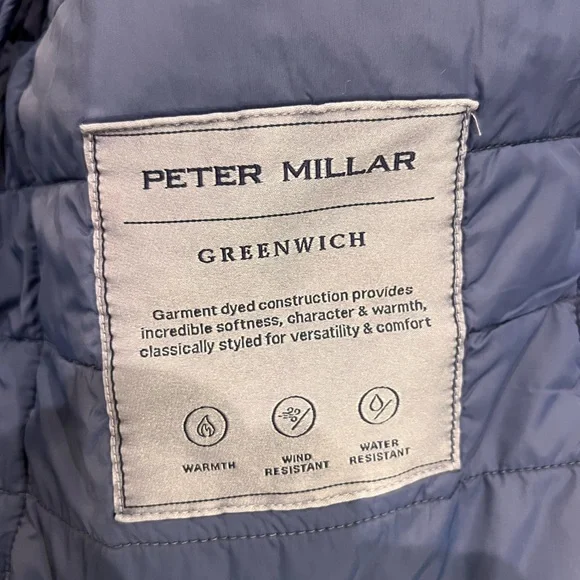 PETER MILLAR
GREENWICH
Garment dyed construction provides
incredible softness, character & warmth,
classically styled for versatility & comfort
WARMTH
WIND
RESISTANT
WATER
RESISTANT